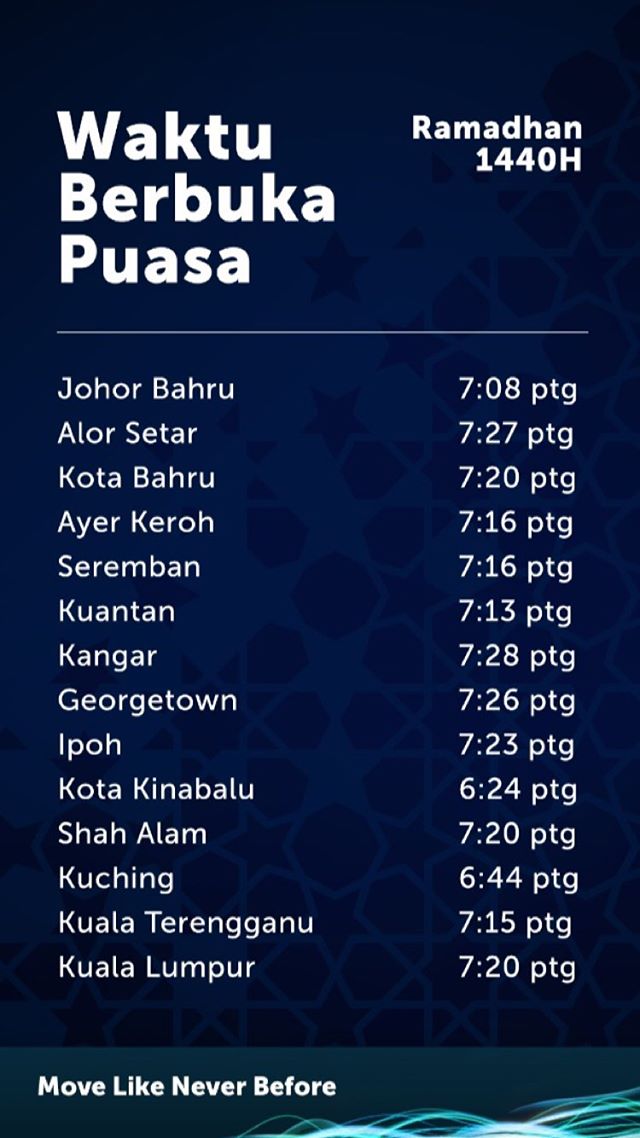 Waktu
Berbuka
Puasa
Ramadhan
1440H
Johor Bahru 7:08 ptg
Alor Setar 7:27 ptg
Kota Bahru 7:20 ptg
Ayer Keroh 7:16 ptg
Seremban 7:16 ptg
Kuantan 7:13 ptg
Kangar 7:28 ptg
Georgetown 7:26 ptg
Ipoh 7:23 ptg
Kota Kinabalu 6:24 ptg
Shah Alam 7:20 ptg
Kuching 6:44 ptg
Kuala Terengganu 7:15 ptg
Kuala Lumpur 7:20 ptg
Move Like Never Before